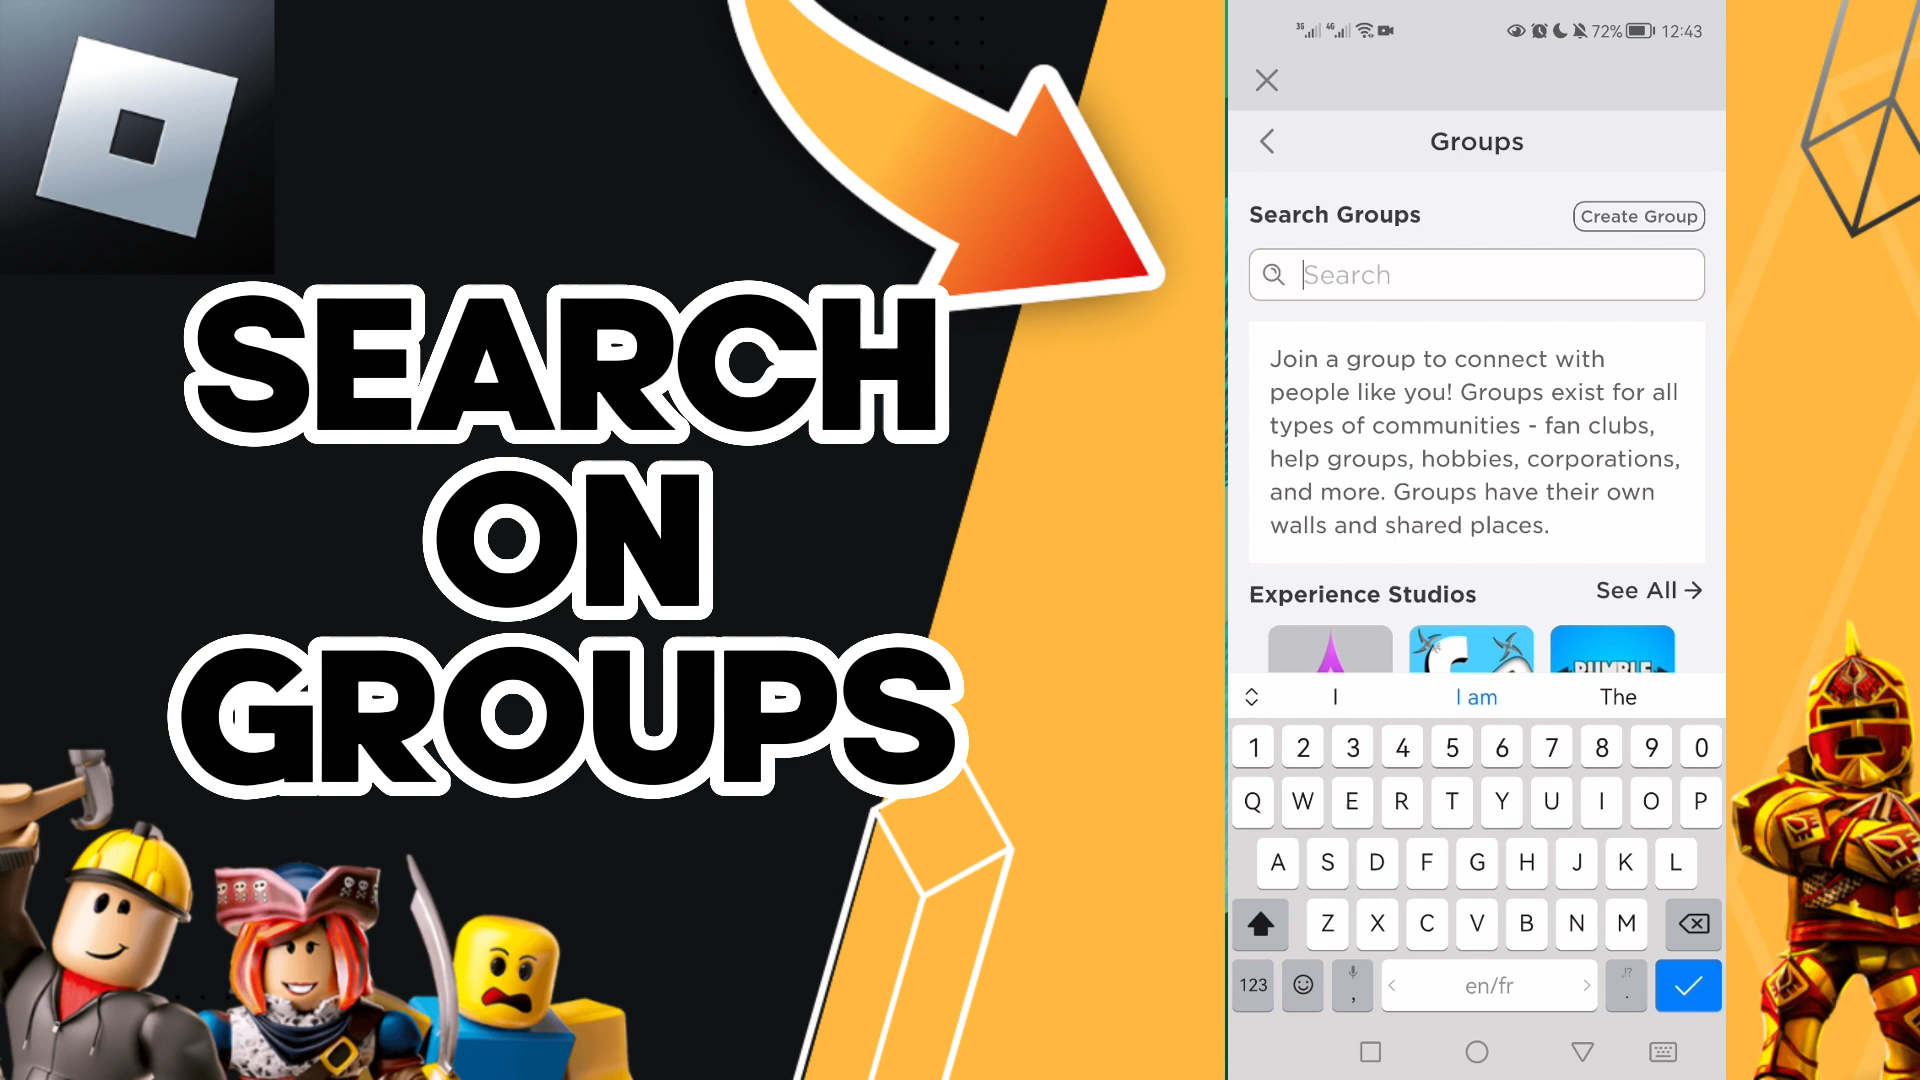 SEARCH
ON
GROUPS
3G 4G 72% 12:43
Groups
Search Groups Create Group
Search
Join a group to connect with
people like you! Groups exist for all
types of communities - fan clubs,
help groups, hobbies, corporations,
and more. Groups have their own
walls and shared places.
Experience Studios See All →
RUMBLE
I I am The
1 2 3 4 5 6 7 8 9 0
Q W E R T Y U I O P
A S D F G H J K L
Z X C V B N M
123 , en/fr .!? .